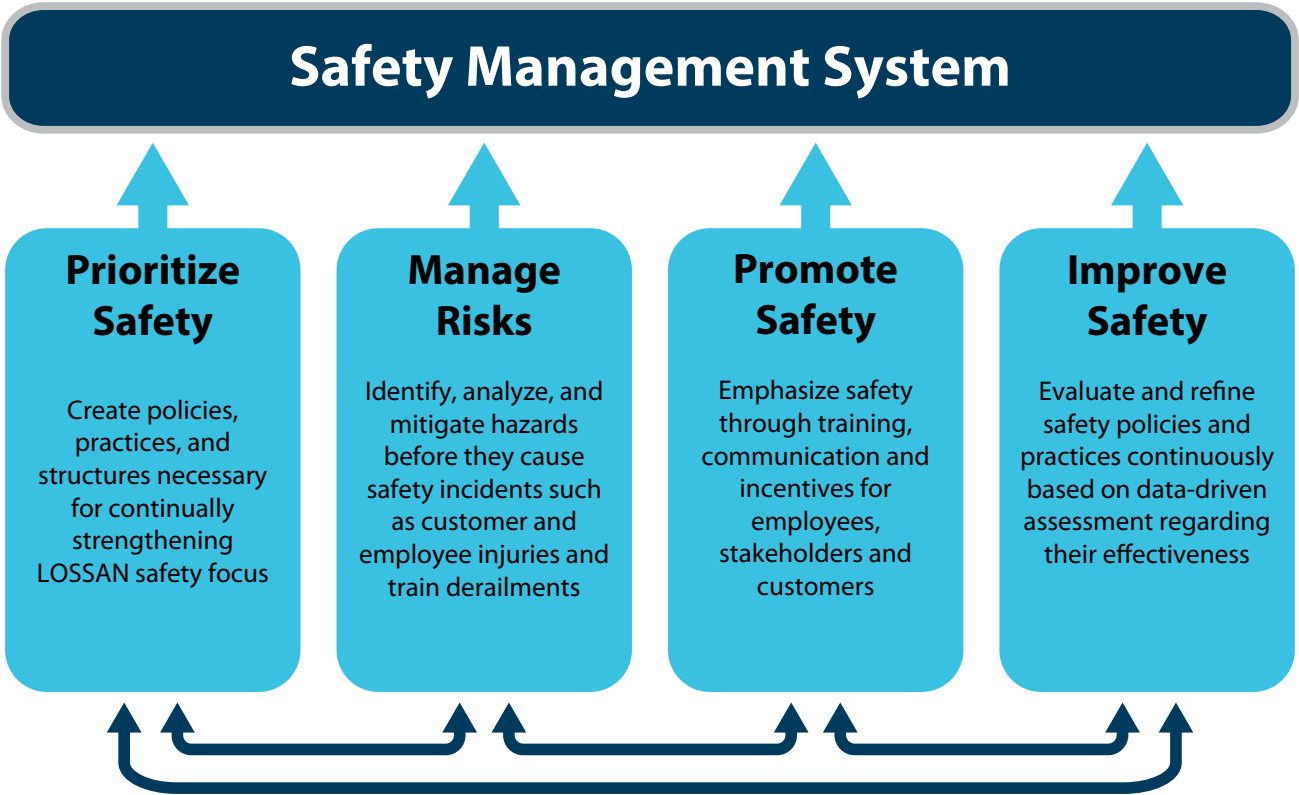 Safety Management System
Prioritize
Safety
Create policies,
practices, and
structures necessary
for continually
strengthening
LOSSAN safety focus
Manage
Risks
Identify, analyze, and
mitigate hazards
before they cause
safety incidents such
as customer and
employee injuries and
train derailments
Promote
Safety
Emphasize safety
through training,
communication and
incentives for
employees,
stakeholders and
customers
Improve
Safety
Evaluate and refine
safety policies and
practices continuously
based on data-driven
assessment regarding
their effectiveness